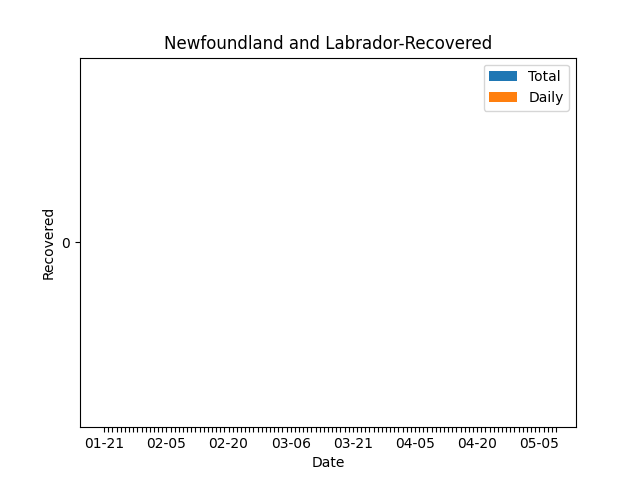 Newfoundland and Labrador-Recovered
Total
Daily
Recovered
0
01-21 02-05 02-20 03-06 03-21 04-05 04-20 05-05
Date